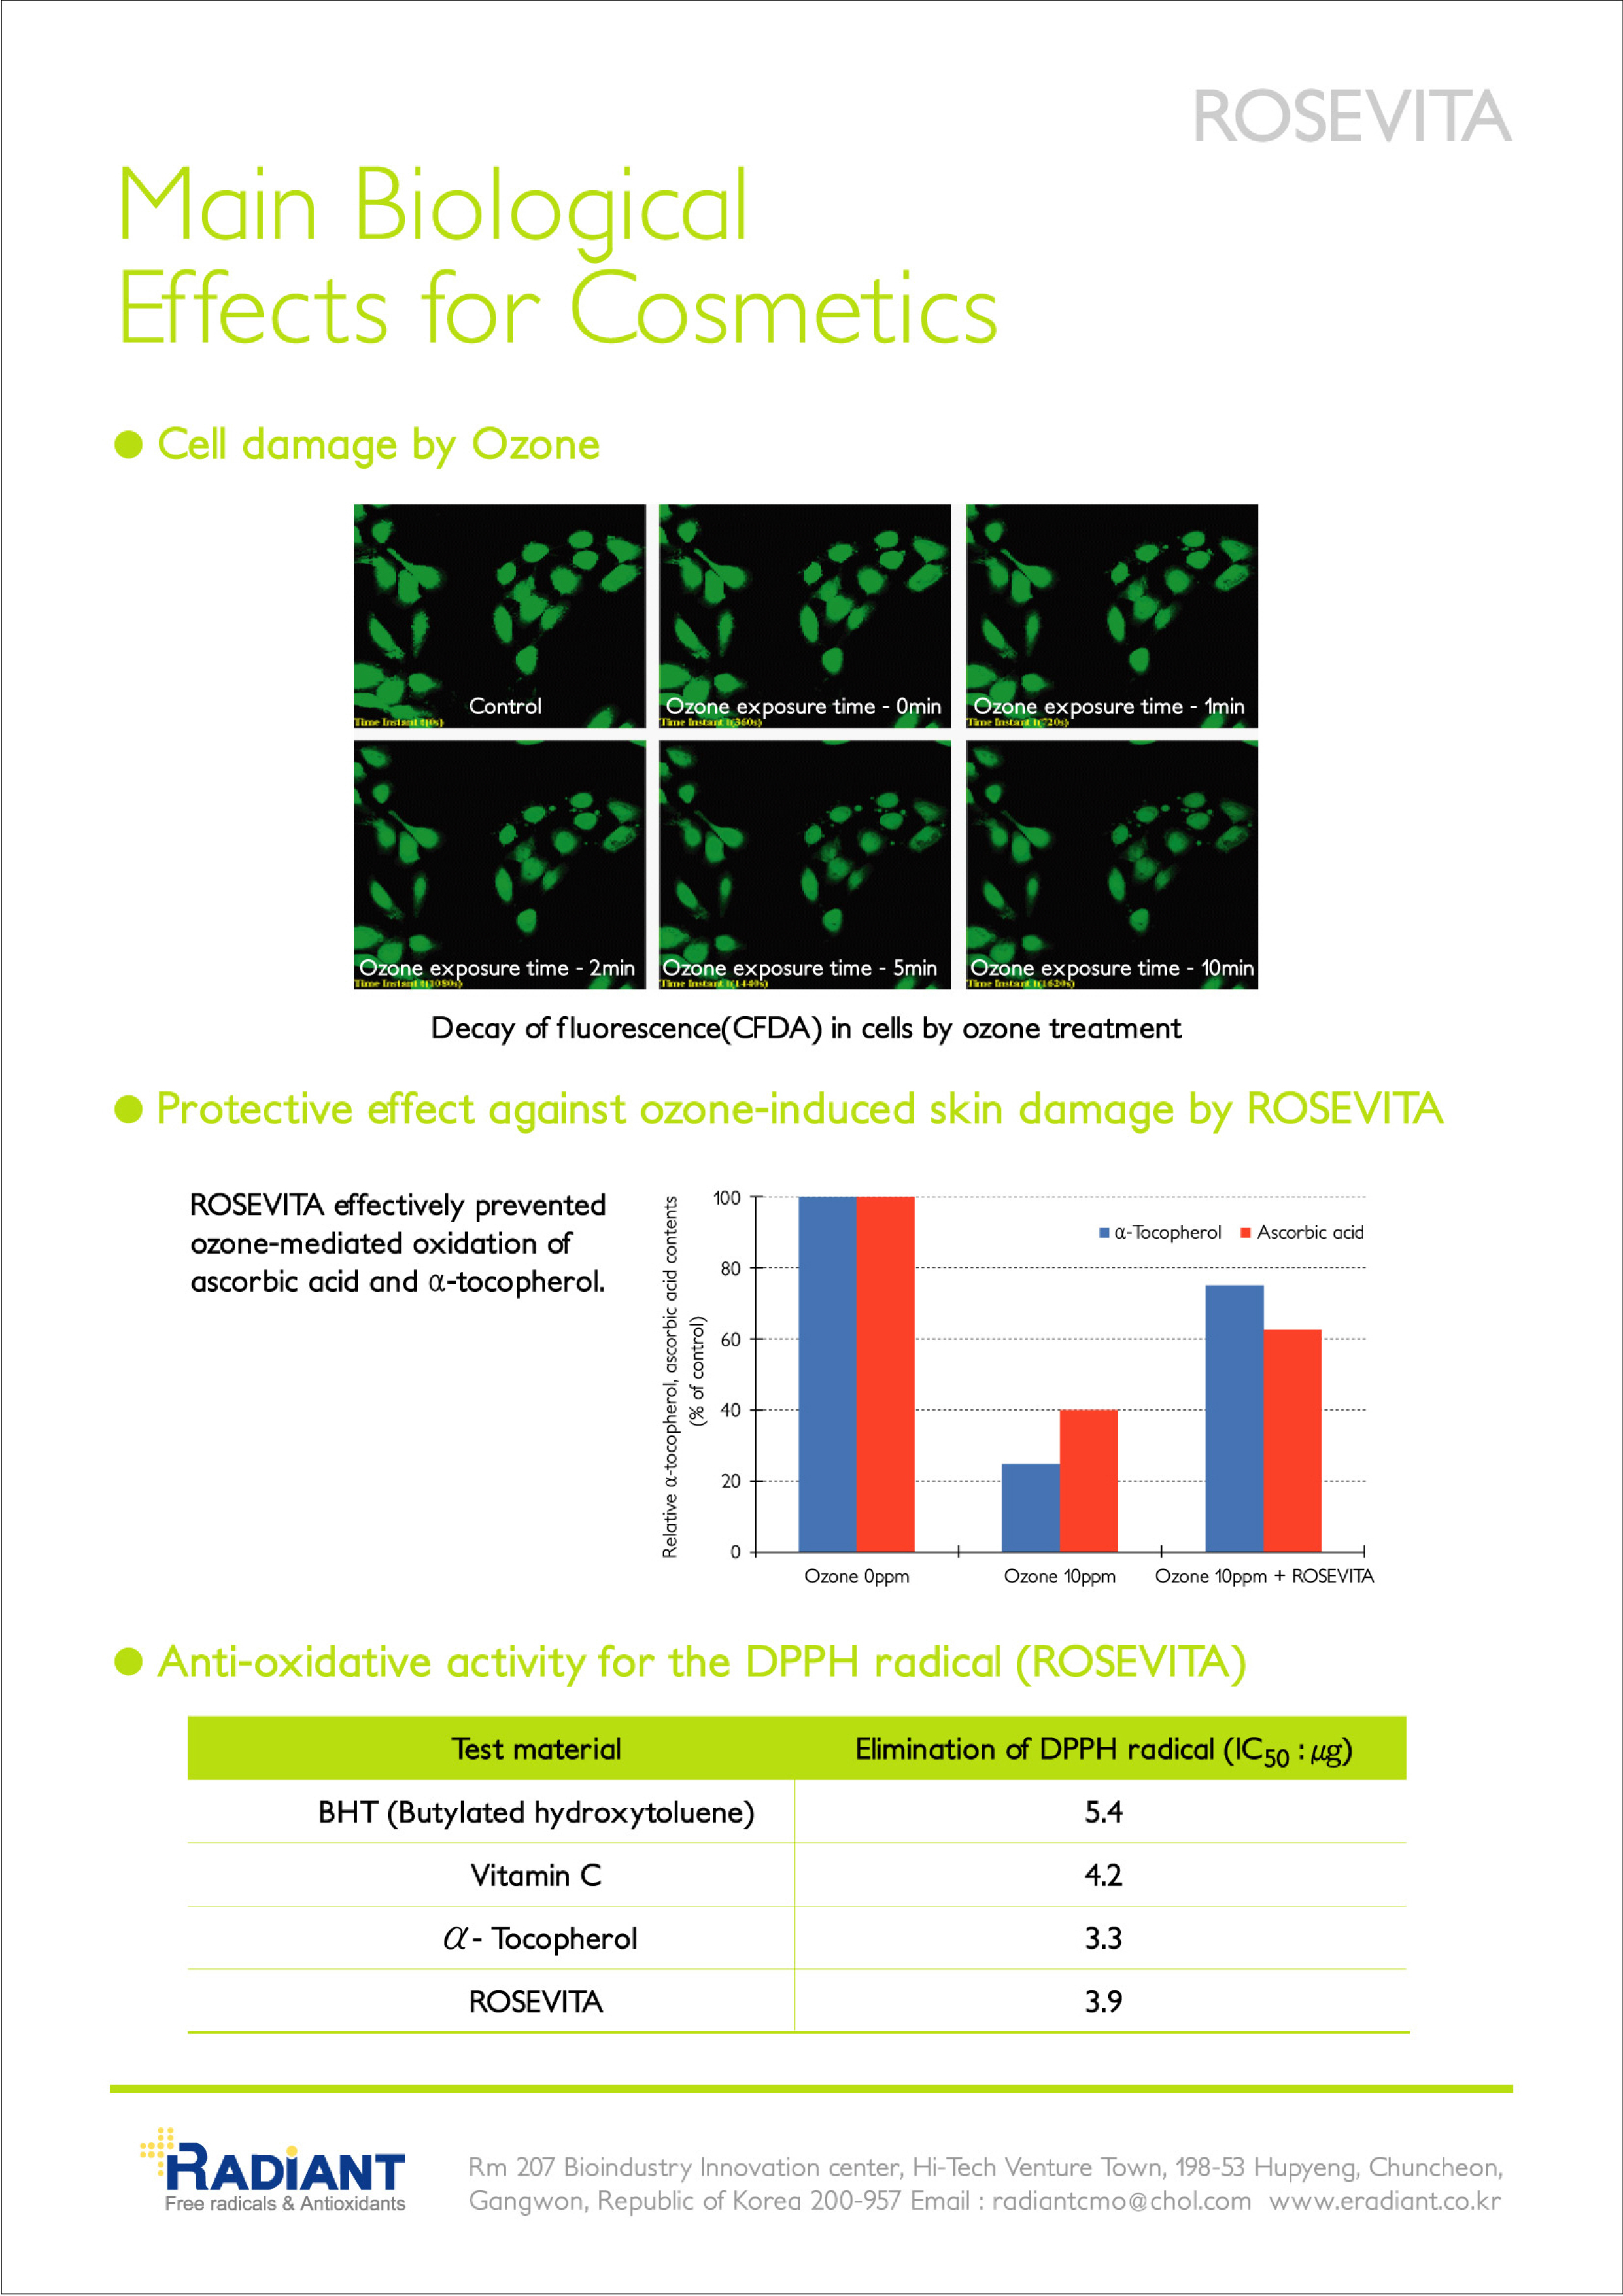 ROSEVITA
Main Biological
Effects for Cosmetics
● Cell damage by Ozone
Control
Time Instant t(0s)
Ozone exposure time - 0min
Time Instant t(360s)
Ozone exposure time - 1min
Time Instant t(720s)
Ozone exposure time - 2min
Time Instant t(1080s)
Ozone exposure time - 5min
Time Instant t(1440s)
Ozone exposure time - 10min
Time Instant t(1620s)
Decay of fluorescence(CFDA) in cells by ozone treatment
● Protective effect against ozone-induced skin damage by ROSEVITA
ROSEVITA effectively prevented
ozone-mediated oxidation of
ascorbic acid and α-tocopherol.
Relative α-tocopherol, ascorbic acid contents
(% of control)
100
80
60
40
20
0
α-Tocopherol Ascorbic acid
Ozone 0ppm Ozone 10ppm Ozone 10ppm + ROSEVITA
● Anti-oxidative activity for the DPPH radical (ROSEVITA)
Test material Elimination of DPPH radical (IC50 : μg)
BHT (Butylated hydroxytoluene) 5.4
Vitamin C 4.2
α- Tocopherol 3.3
ROSEVITA 3.9
RADiANT
Free radicals & Antioxidants
Rm 207 Bioindustry Innovation center, Hi-Tech Venture Town, 198-53 Hupyeng, Chuncheon,
Gangwon, Republic of Korea 200-957 Email : radiantcmo@chol.com www.eradiant.co.kr